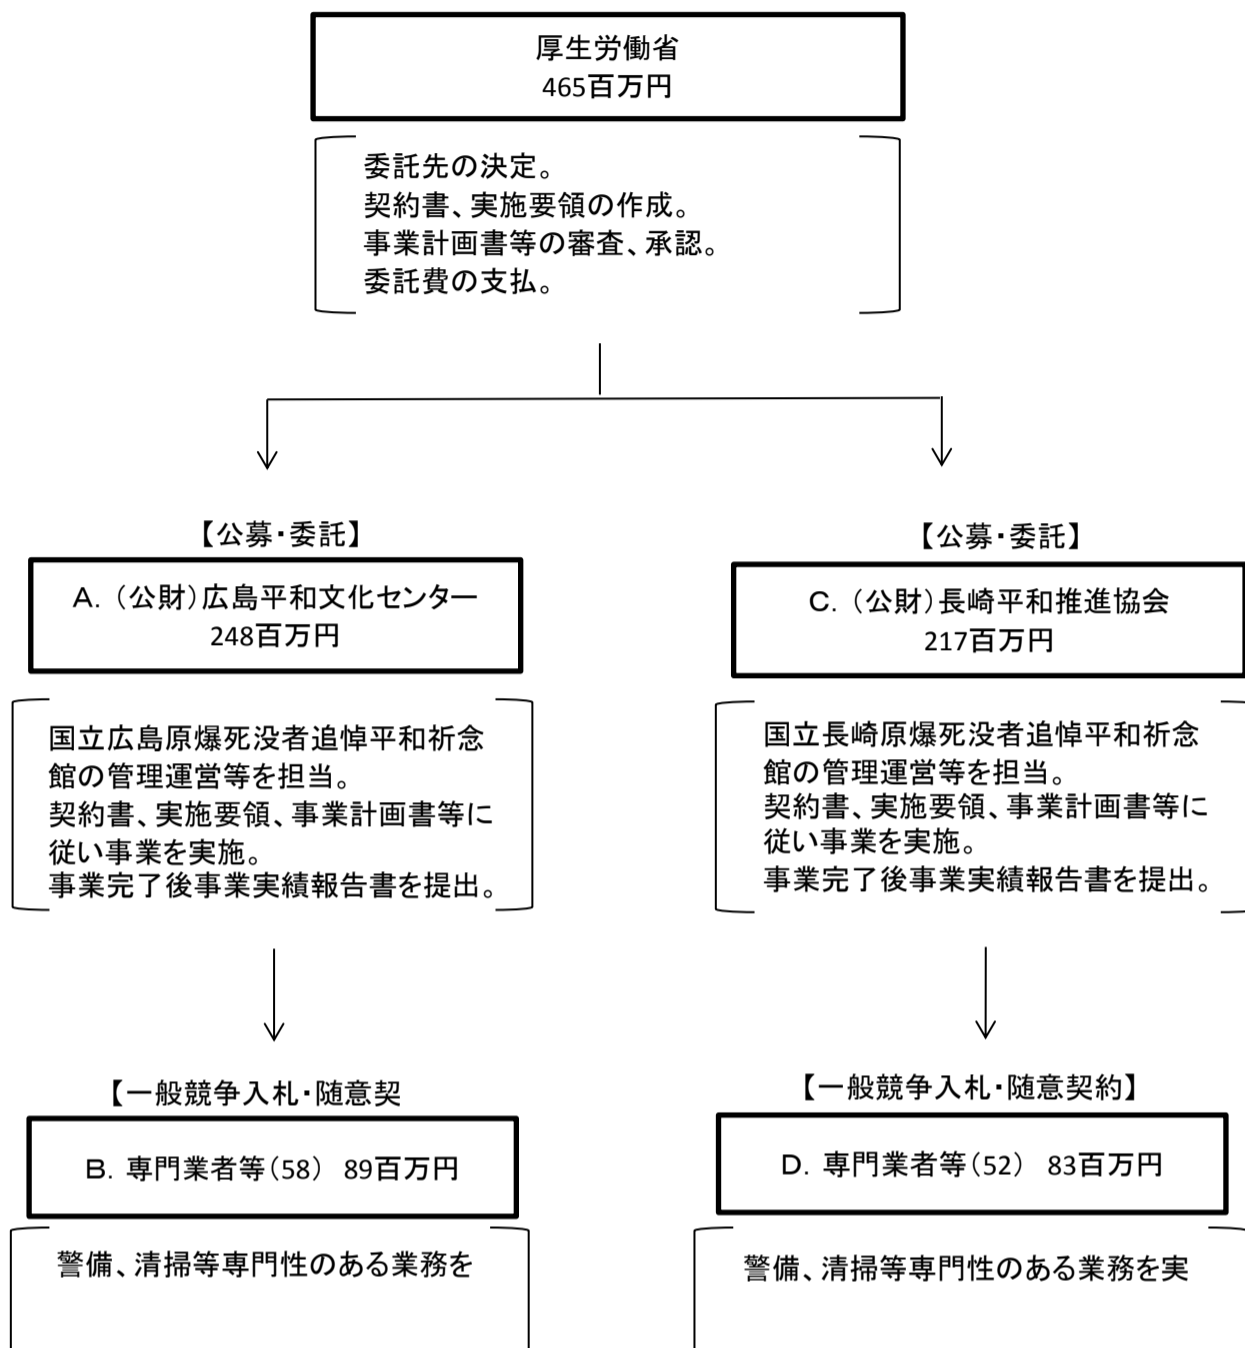 厚生労働省
465百万円
委託先の決定。
契約書、実施要領の作成。
事業計画書等の審査、承認。
委託費の支払。
【公募・委託】
A．（公財）広島平和文化センター
248百万円
国立広島原爆死没者追悼平和祈念
館の管理運営等を担当。
契約書、実施要領、事業計画書等に
従い事業を実施。
事業完了後事業実績報告書を提出。
【一般競争入札・随意契
B．専門業者等（58）　89百万円
警備、清掃等専門性のある業務を
【公募・委託】
C．（公財）長崎平和推進協会
217百万円
国立長崎原爆死没者追悼平和祈念
館の管理運営等を担当。
契約書、実施要領、事業計画書等に
従い事業を実施。
事業完了後事業実績報告書を提出。
【一般競争入札・随意契約】
D．専門業者等（52）　83百万円
警備、清掃等専門性のある業務を実